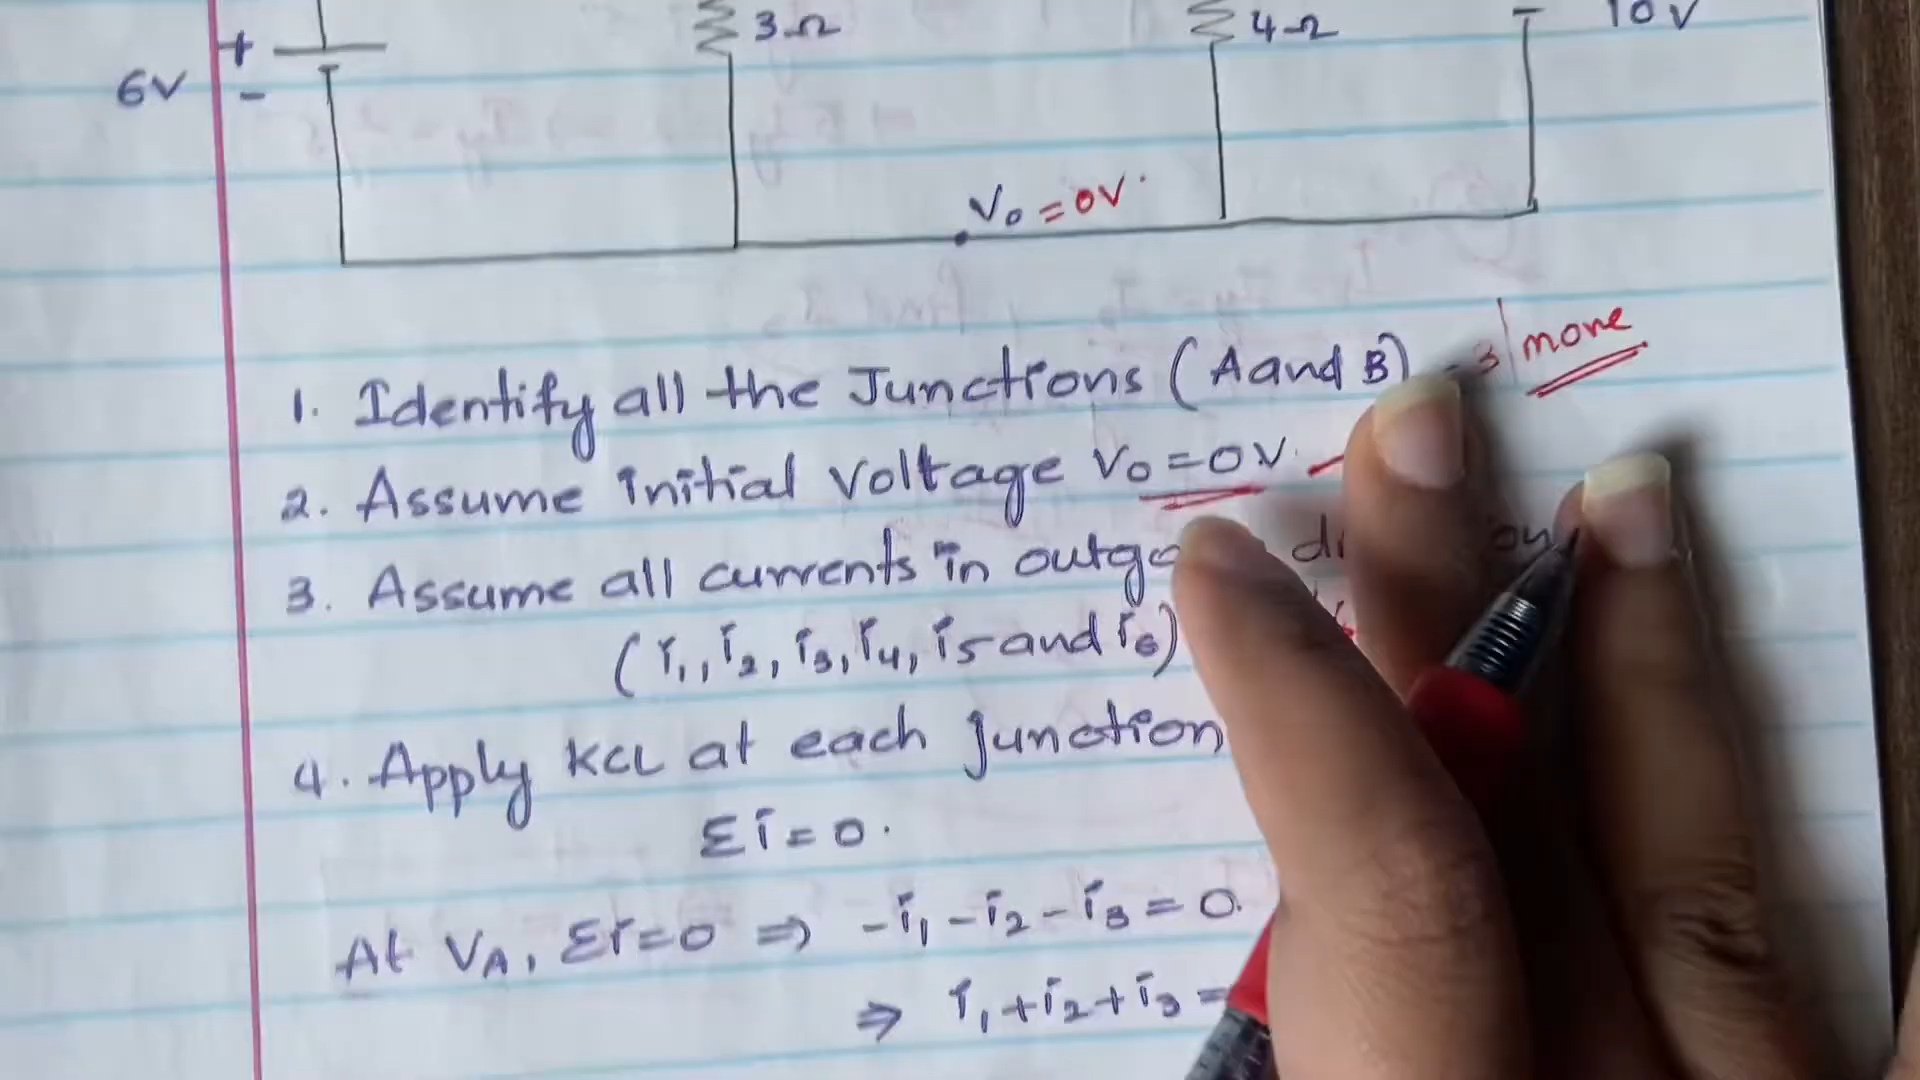 3Ω
4Ω
10V
+
6V
-
V₀ = 0V.
1. Identify all the Junctions (A and B) - 3 | more
2. Assume initial Voltage V₀ = 0V.
3. Assume all currents in
(i₁, i₂, i₃, i₄, i₅ and i₆)
4. Apply KCL at each junction
Σi = 0.
At VA, Σi=0 ⇒ -i₁ - i₂ - i₃ = 0.
⇒ i₁ + i₂ + i₃ =